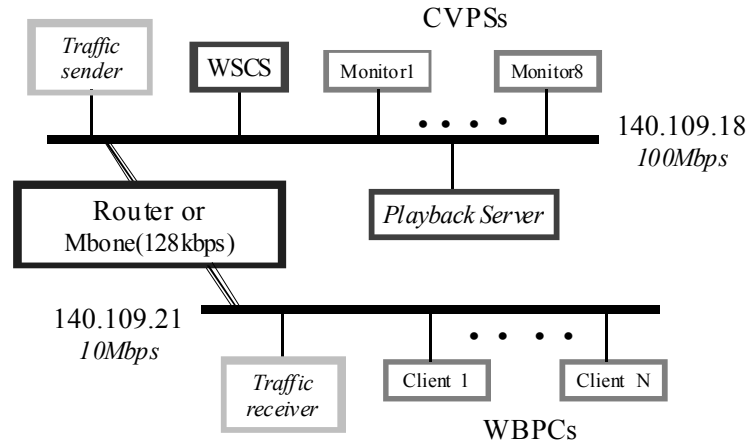 CVPSs
Traffic
sender
WSCS
Monitor1
Monitor8
140.109.18
100Mbps
Router or
Mbone(128kbps)
Playback Server
140.109.21
10Mbps
Traffic
receiver
Client 1
Client N
WBPCs